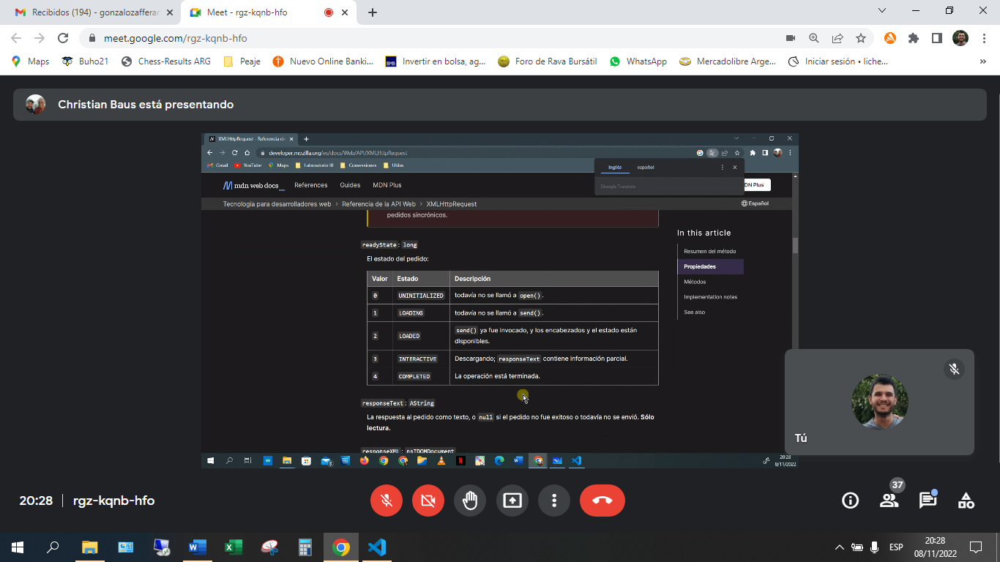 Recibidos (194) - gonzalozafferar
Meet - rgz-kqnb-hfo
meet.google.com/rgz-kqnb-hfo
Maps
Buho21
Chess-Results ARG
Peaje
Nuevo Online Banki...
BMB
Invertir en bolsa, ag...
Foro de Rava Bursátil
WhatsApp
Mercadolibre Arge...
Iniciar sesión • liche...
»
Christian Baus está presentando
XMLHttpRequest - Referencia de
developer.mozilla.org/es/docs/Web/API/XMLHttpRequest
Gmail
YouTube
Maps
Laboratorio III
Conversiones
Utiles
Inglés
español
Google Translate
mdn web docs_
References
Guides
MDN Plus
DN Plus
Tecnología para desarrolladores web > Referencia de la API Web > XMLHttpRequest
Español
pedidos sincrónicos.
readyState: long
El estado del pedido:
Valor Estado Descripción
0 UNINITIALIZED todavía no se llamó a open().
1 LOADING todavía no se llamó a send().
2 LOADED send() ya fue invocado, y los encabezados y el estado están
disponibles.
3 INTERACTIVE Descargando; responseText contiene información parcial.
4 COMPLETED La operación está terminada.
responseText: AString
La respuesta al pedido como texto, o null si el pedido no fue exitoso o todavía no se envió. Sólo
lectura.
responseXML: nsIDOMDocument
In this article
Resumen del método
Propiedades
Métodos
Implementation notes
See also
20:28
8/11/2022
Tú
20:28 | rgz-kqnb-hfo
37
ESP
20:28
08/11/2022